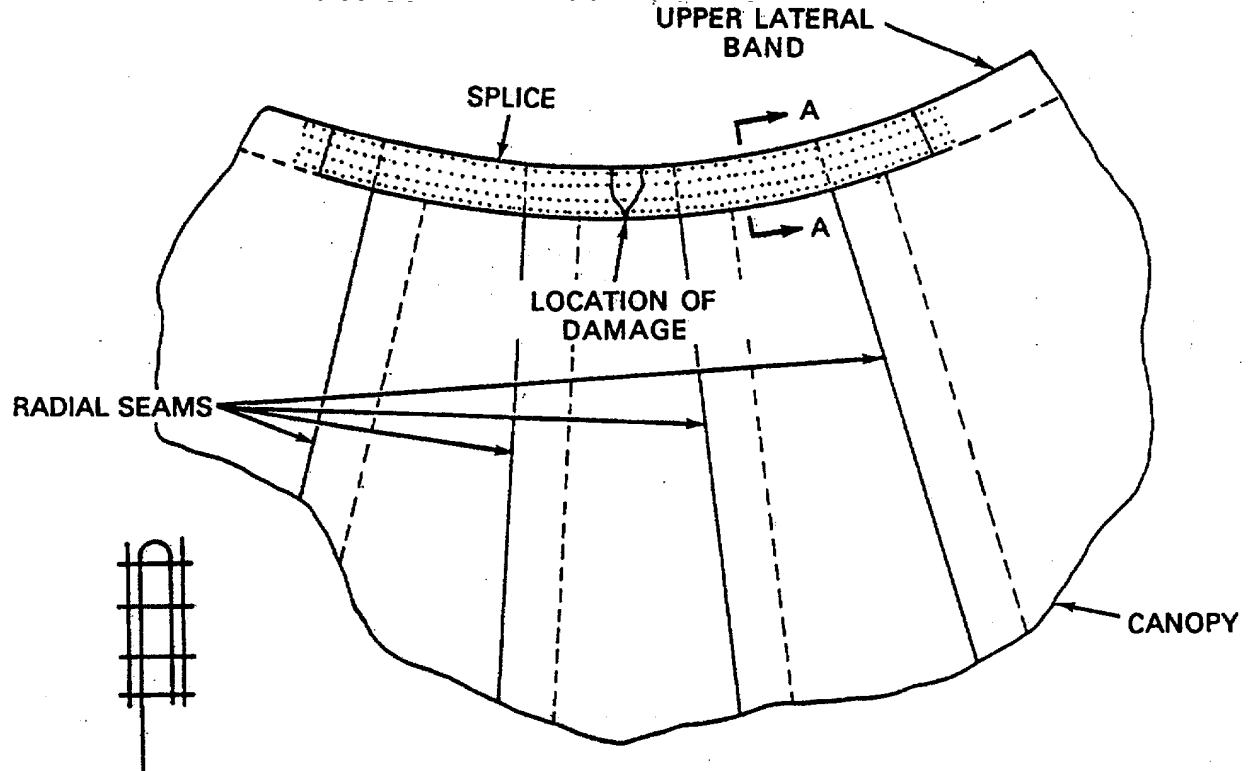 UPPER LATERAL
BAND
SPLICE
A
A
LOCATION OF
DAMAGE
RADIAL SEAMS
CANOPY